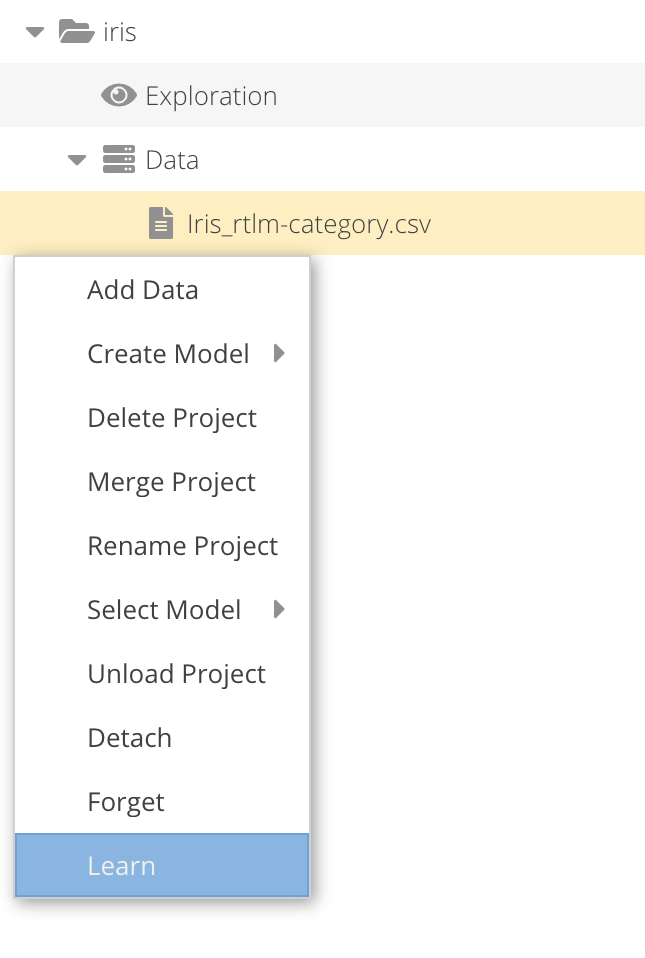 iris
Exploration
Data
Iris_rtlm-category.csv
Add Data
Create Model
Delete Project
Merge Project
Rename Project
Select Model
Unload Project
Detach
Forget
Learn